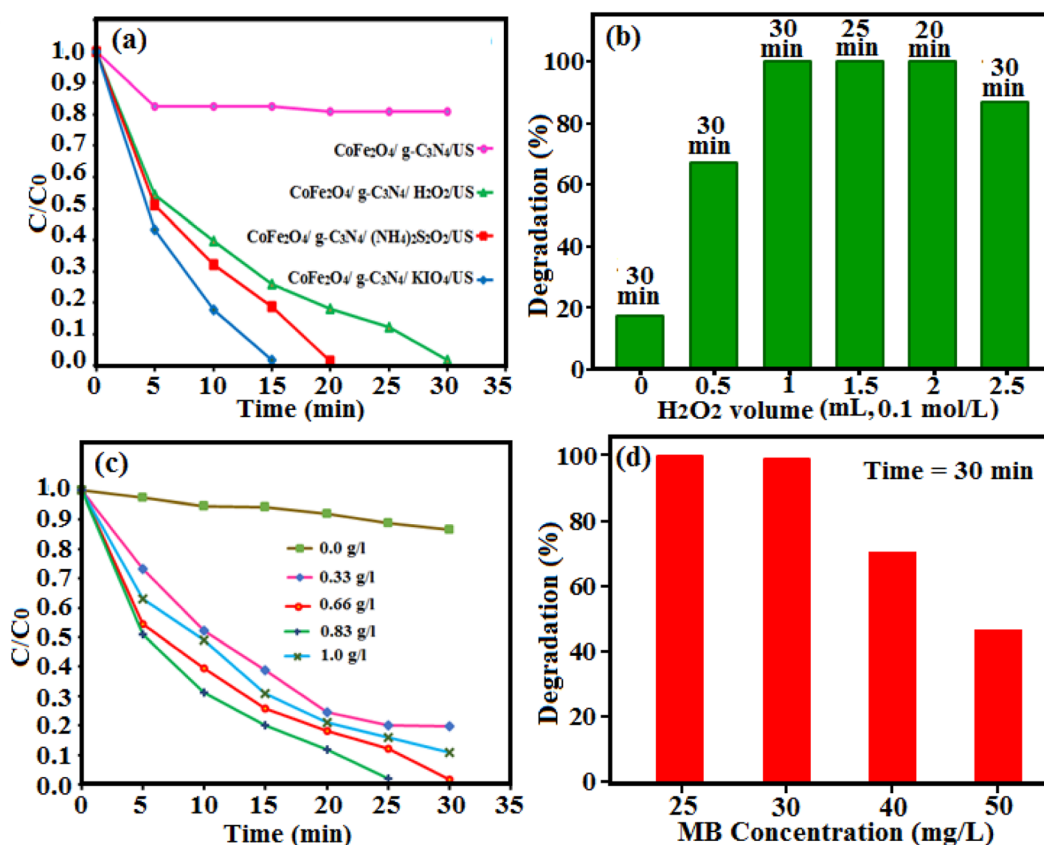 (a)
1.0
0.9
0.8
0.7
0.6
0.5
0.4
0.3
0.2
0.1
0.0
C/C0
CoFe2O4/ g-C3N4/US
CoFe2O4/ g-C3N4/ H2O2/US
CoFe2O4/ g-C3N4/ (NH4)2S2O2/US
CoFe2O4/ g-C3N4/ KIO4/US
0 5 10 15 20 25 30 35
Time (min)
(b)
100
80
60
40
20
0
Degradation (%)
30 min
30 min
30 min
25 min
20 min
30 min
0 0.5 1 1.5 2 2.5
H2O2 volume (mL, 0.1 mol/L)
(c)
1.0
0.9
0.8
0.7
0.6
0.5
0.4
0.3
0.2
0.1
0.0
C/C0
0.0 g/l
0.33 g/l
0.66 g/l
0.83 g/l
1.0 g/l
0 5 10 15 20 25 30 35
Time (min)
(d)
Time = 30 min
100
80
60
40
20
0
Degradation (%)
25 30 40 50
MB Concentration (mg/L)